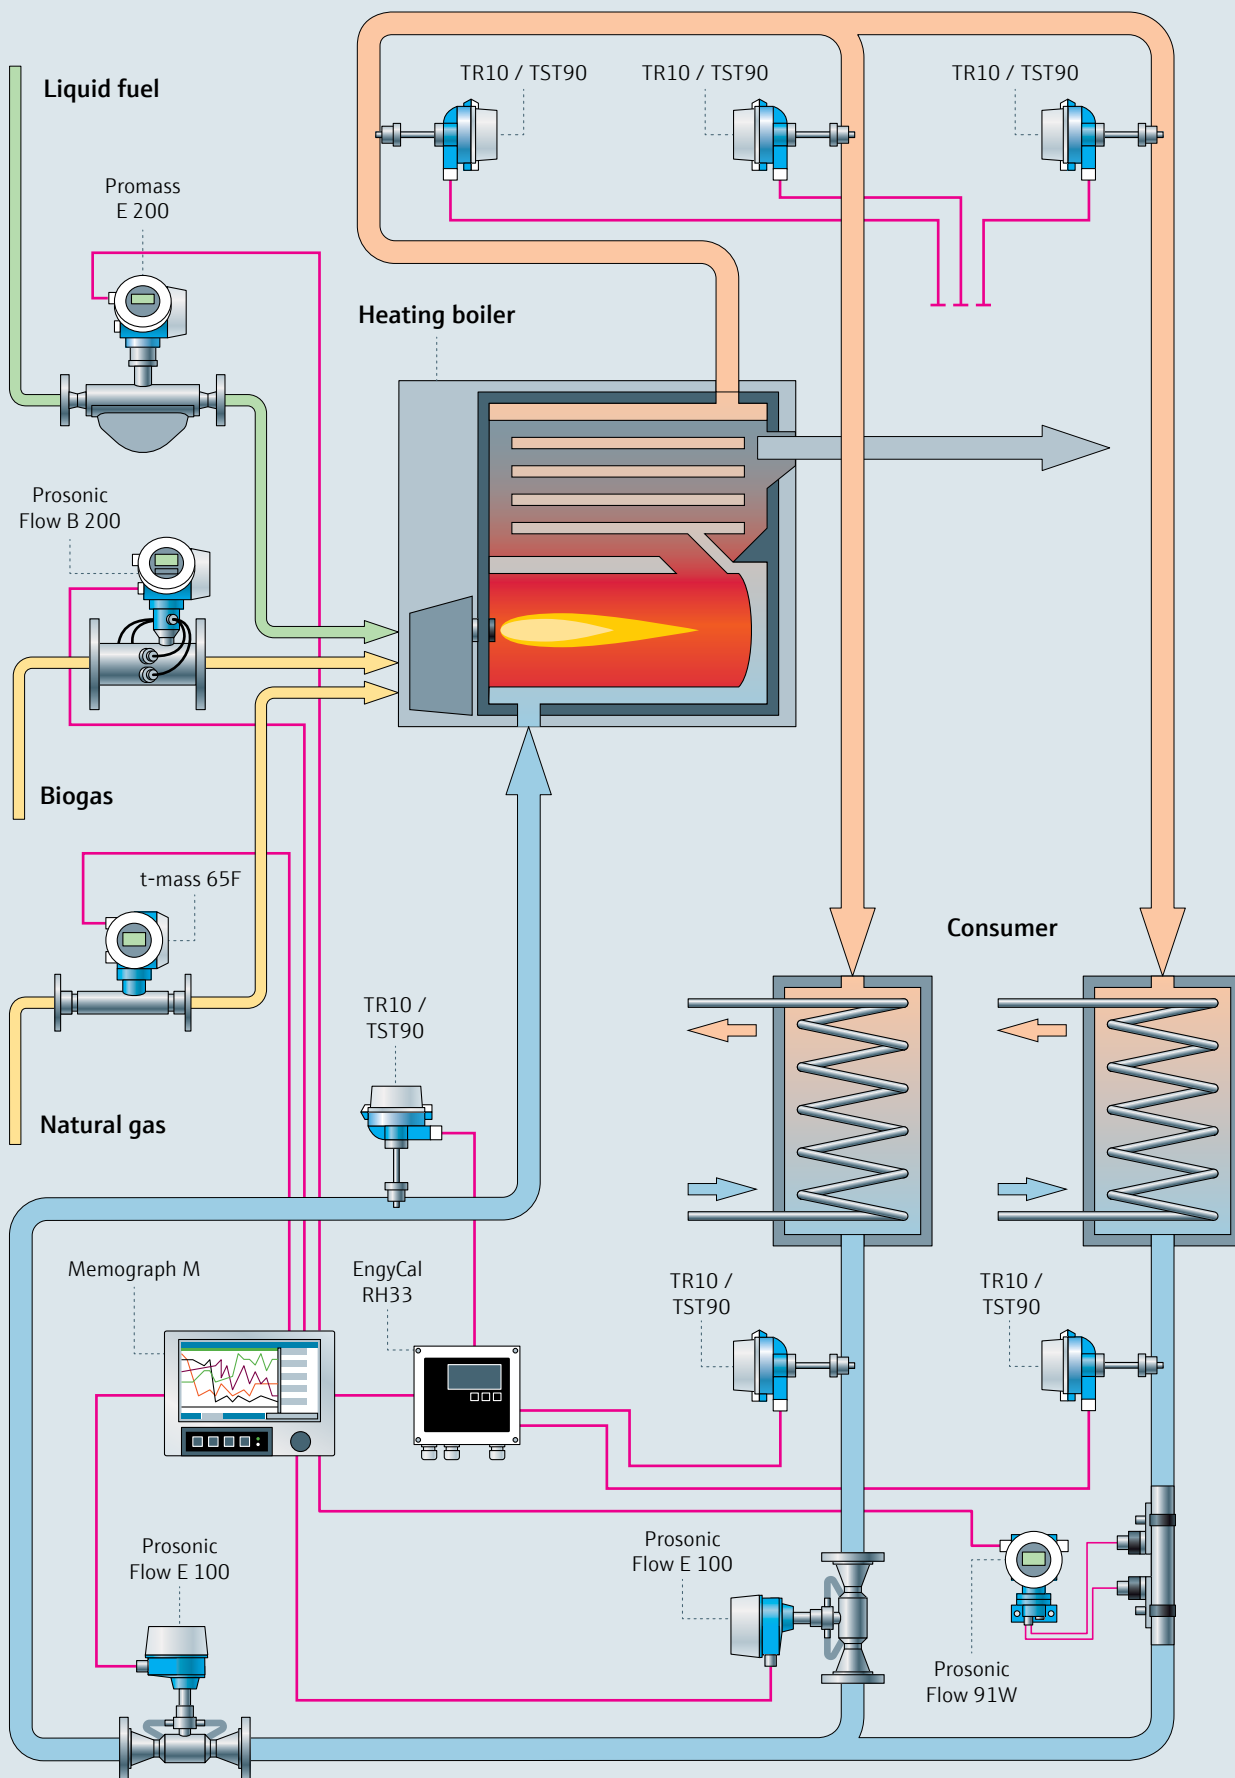 Liquid fuel
TR10 / TST90
TR10 / TST90
TR10 / TST90
Promass
E 200
Heating boiler
Prosonic
Flow B 200
Biogas
t-mass 65F
Consumer
TR10 /
TST90
Natural gas
Memograph M
EngyCal
RH33
TR10 /
TST90
TR10 /
TST90
Prosonic
Flow E 100
Prosonic
Flow E 100
Prosonic
Flow 91W